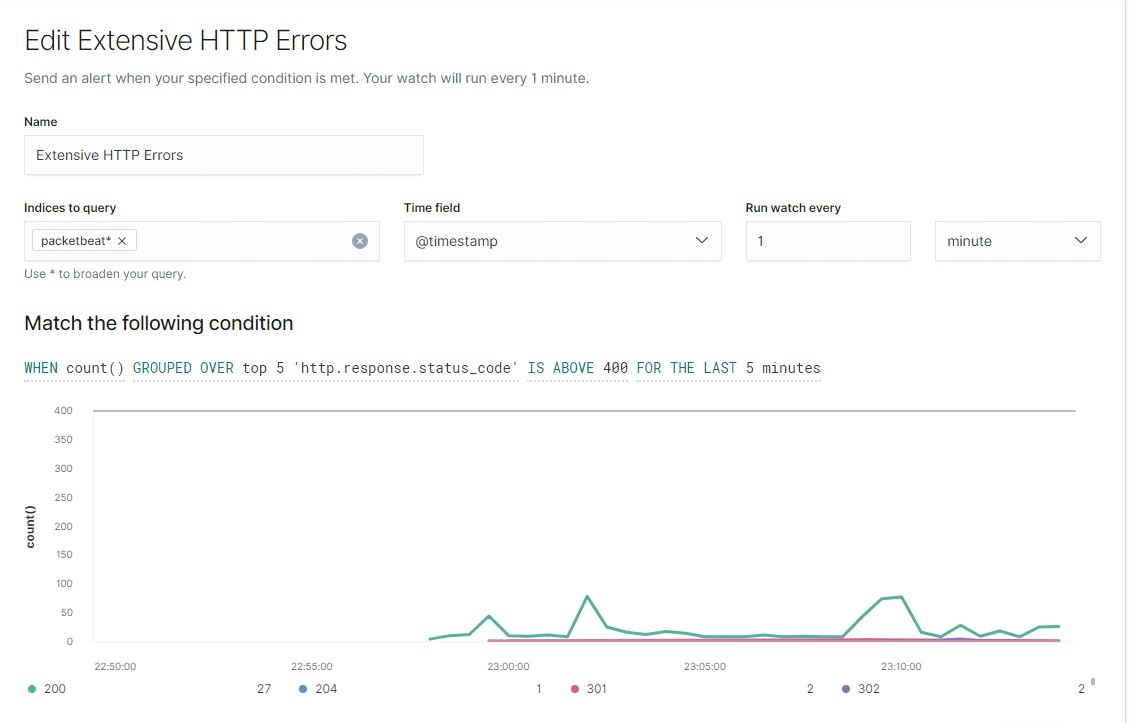 Edit Extensive HTTP Errors
Send an alert when your specified condition is met. Your watch will run every 1 minute.
Name
Extensive HTTP Errors
Indices to query
Time field
Run watch every
packetbeat*
@timestamp
1
minute
Use * to broaden your query.
Match the following condition
WHEN count() GROUPED OVER top 5 'http.response.status_code' IS ABOVE 400 FOR THE LAST 5 minutes
400
350
300
250
200
150
100
50
0
count()
22:50:00
22:55:00
23:00:00
23:05:00
23:10:00
200 27
204 1
301 2
302 2